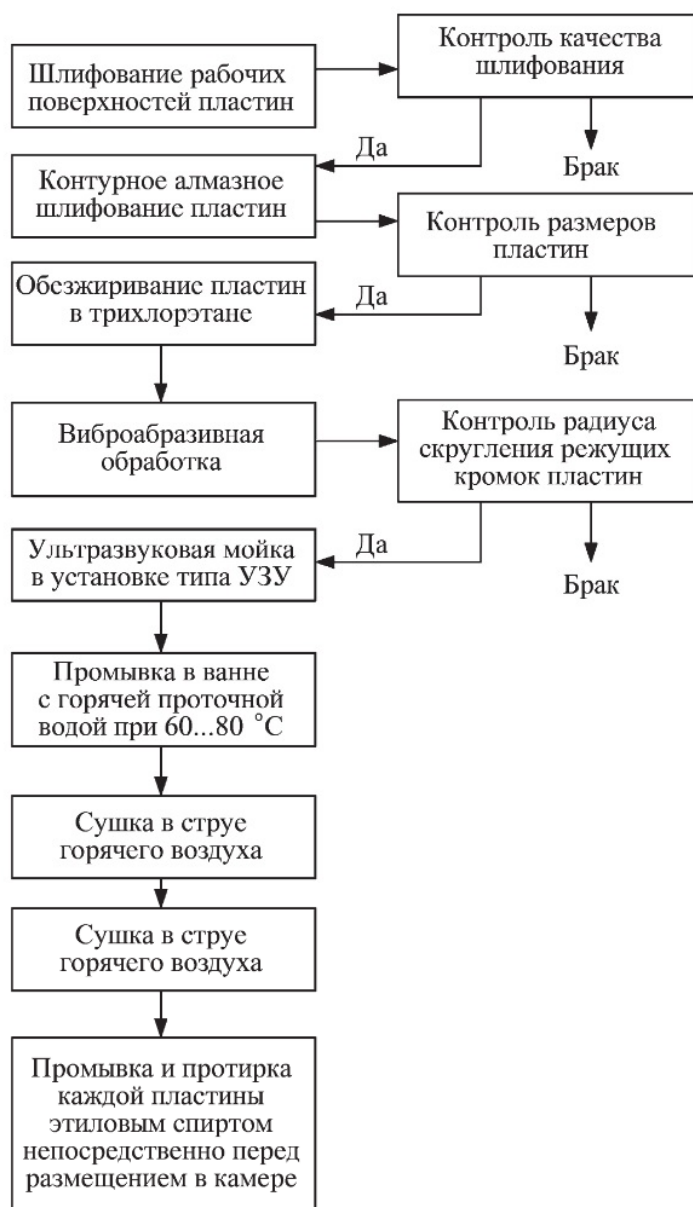 Шлифование рабочих
поверхностей пластин
Контроль качества
шлифования
Да
Брак
Контурное алмазное
шлифование пластин
Контроль размеров
пластин
Да
Брак
Обезжиривание пластин
в трихлорэтане
Виброабразивная
обработка
Контроль радиуса
скругления режущих
кромок пластин
Да
Брак
Ультразвуковая мойка
в установке типа УЗУ
Промывка в ванне
с горячей проточной
водой при 60...80 °C
Сушка в струе
горячего воздуха
Сушка в струе
горячего воздуха
Промывка и протирка
каждой пластины
этиловым спиртом
непосредственно перед
размещением в камере